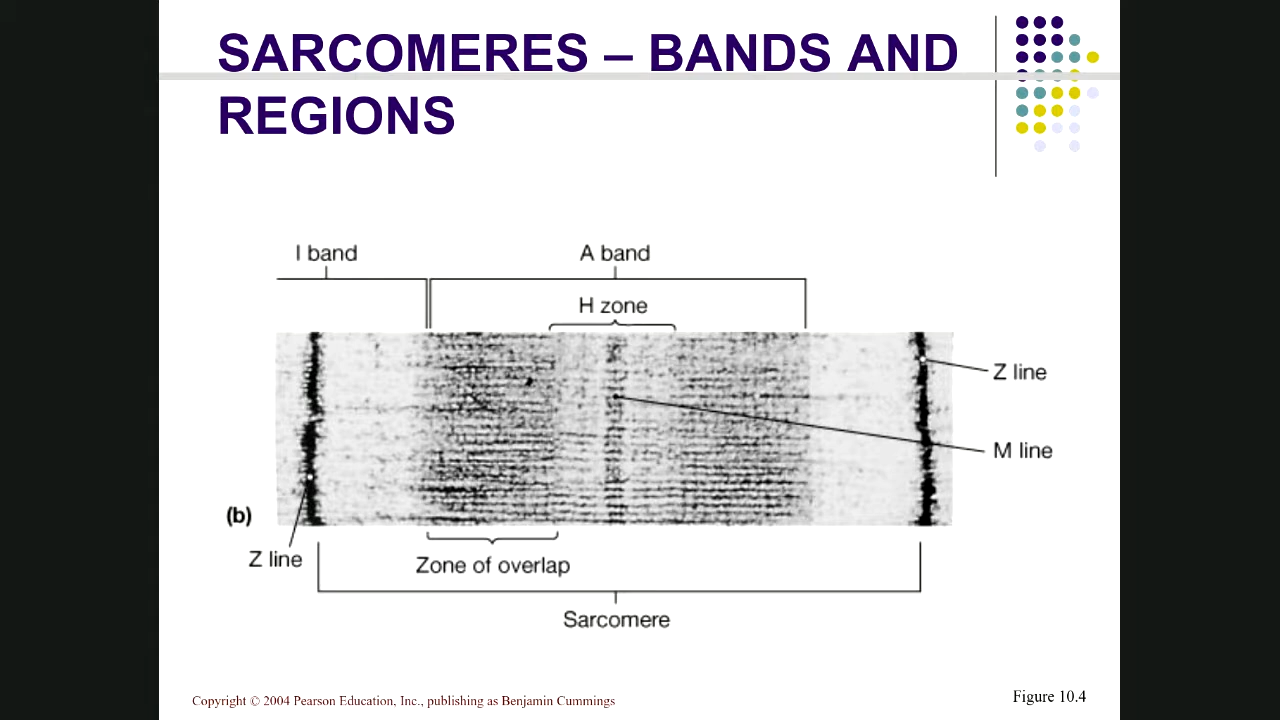 SARCOMERES – BANDS AND
REGIONS
I band
A band
H zone
Z line
M line
(b)
Z line
Zone of overlap
Sarcomere
Copyright © 2004 Pearson Education, Inc., publishing as Benjamin Cummings
Figure 10.4